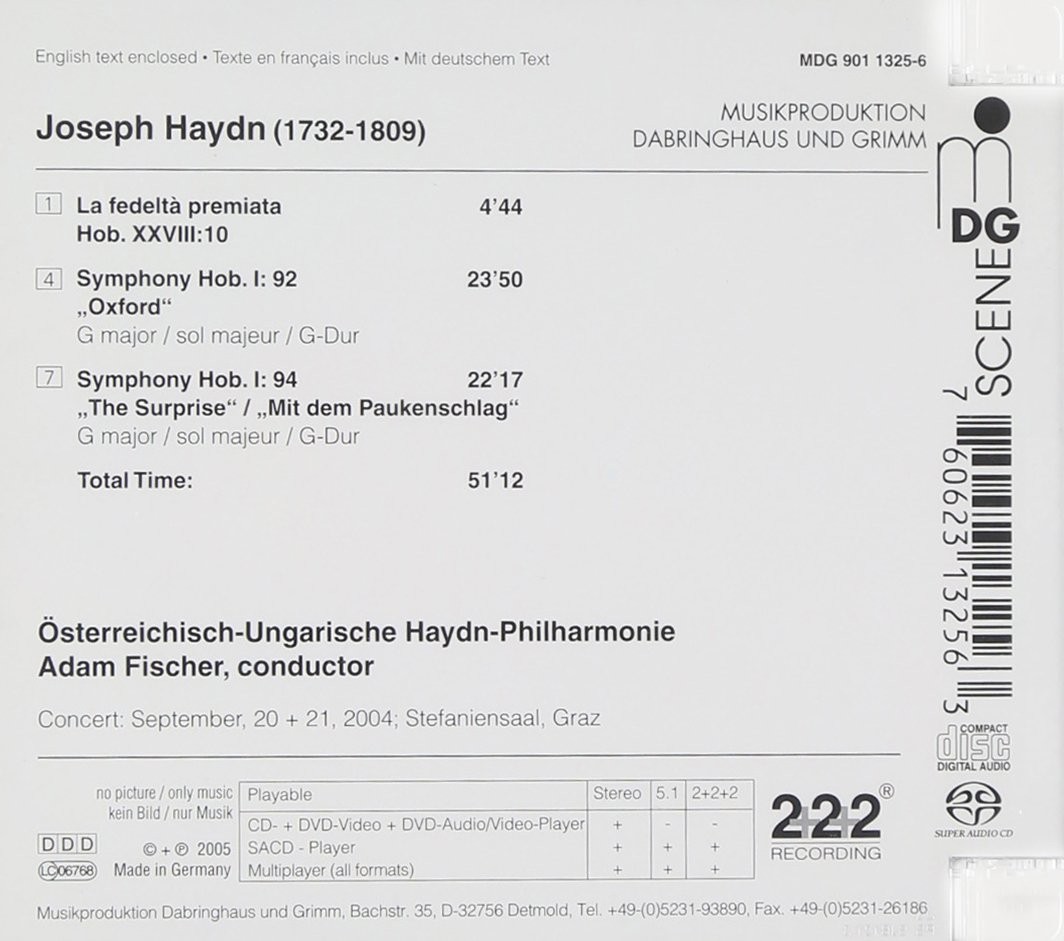 English text enclosed • Texte en français inclus • Mit deutschem Text
MDG 901 1325-6
Joseph Haydn (1732-1809)
MUSIKPRODUKTION
DABRINGHAUS UND GRIMM
1 La fedeltà premiata 4'44
Hob. XXVIII:10
4 Symphony Hob. I: 92 23'50
„Oxford“
G major / sol majeur / G-Dur
7 Symphony Hob. I: 94 22'17
„The Surprise“ / „Mit dem Paukenschlag“
G major / sol majeur / G-Dur
Total Time: 51'12
Österreichisch-Ungarische Haydn-Philharmonie
Adam Fischer, conductor
Concert: September, 20 + 21, 2004; Stefaniensaal, Graz
no picture / only music
kein Bild / nur Musik
DDD
© + ℗ 2005
LC 06768
Made in Germany
Playable Stereo 5.1 2+2+2
CD- + DVD-Video + DVD-Audio/Video-Player + - -
SACD - Player + + +
Multiplayer (all formats) + + +
2+2+2®
RECORDING
Musikproduktion Dabringhaus und Grimm, Bachstr. 35, D-32756 Detmold, Tel. +49-(0)5231-93890, Fax. +49-(0)5231-26186
DG
SCENE
7 60623 13256 3
COMPACT
disc
DIGITAL AUDIO
SUPER AUDIO CD